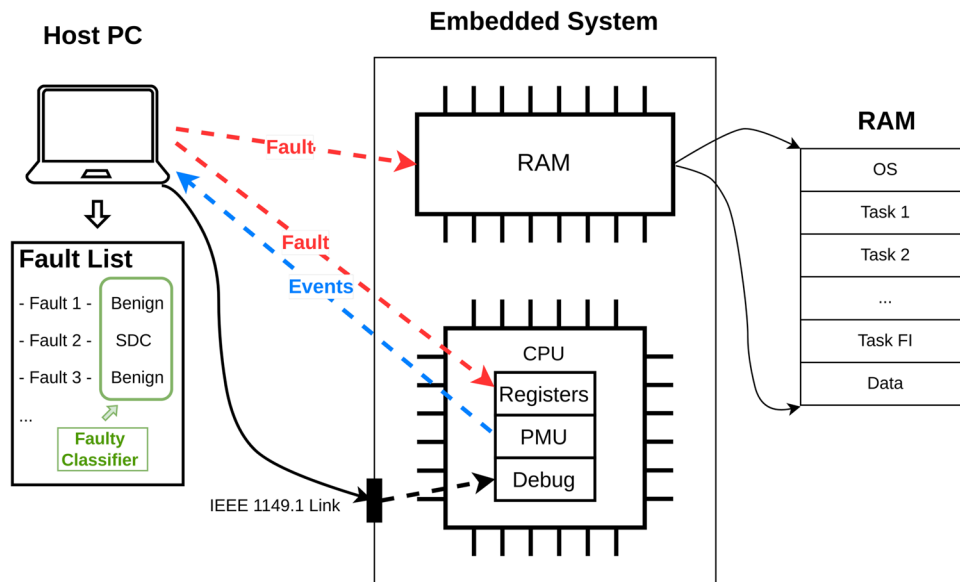 Host PC
Embedded System
RAM
Fault
RAM
OS
Task 1
Task 2
...
Task FI
Data
Fault
Events
Fault List
- Fault 1 - Benign
- Fault 2 - SDC
- Fault 3 - Benign
...
Faulty
Classifier
CPU
Registers
PMU
Debug
IEEE 1149.1 Link